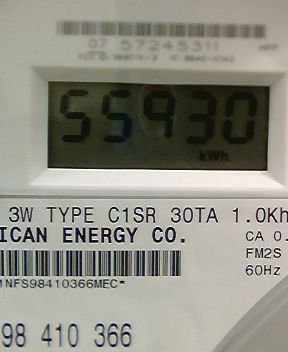 07 57245311
55930
kWh
3W TYPE C1SR 30TA 1.0Kh
ICAN ENERGY CO.
CA 0.
FM2S
60Hz
NFS98410366MEC*
98 410 366